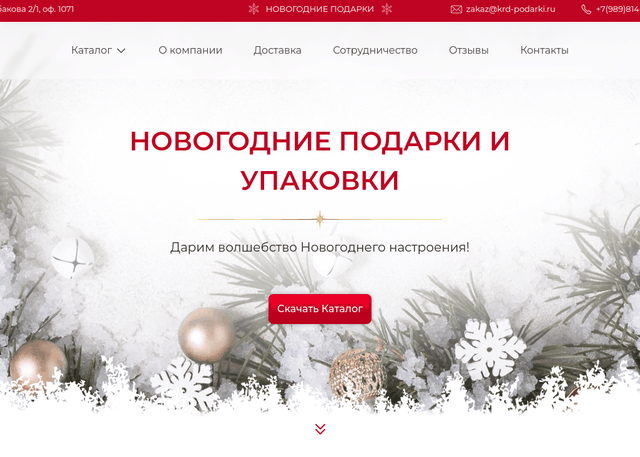 2/1, оф. 1071
НОВОГОДНИЕ ПОДАРКИ
zakaz@krd-podarki.ru
+7(989)814
Каталог
О компании
Доставка
Сотрудничество
Отзывы
Контакты
НОВОГОДНИЕ ПОДАРКИ И
УПАКОВКИ
Дарим волшебство Новогоднего настроения!
Скачать Каталог